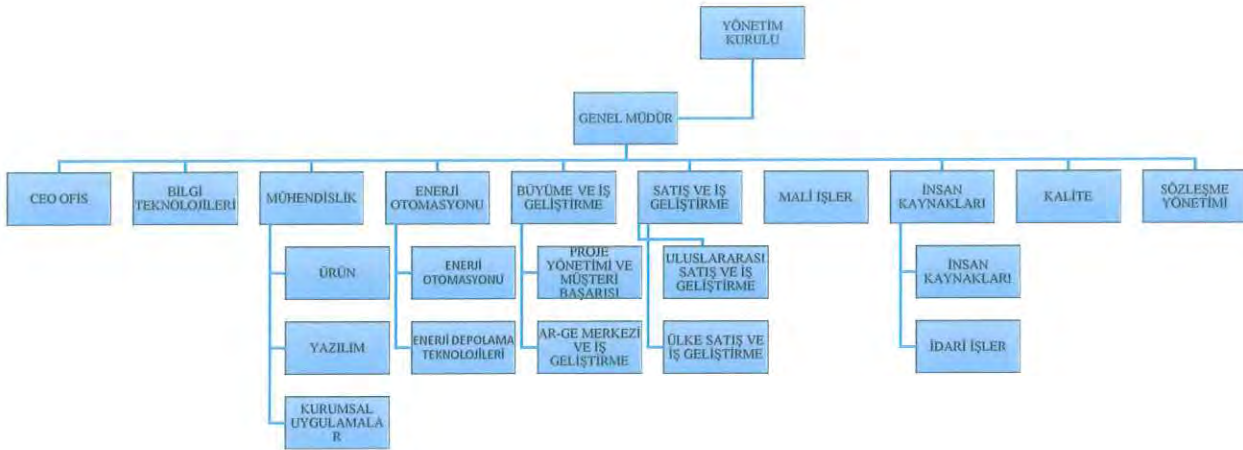 YÖNETİM
KURULU
GENEL MÜDÜR
CEO OFIS
BİLGİ
TEKNOLOJİLERİ
MÜHENDİSLİK
ENERJİ
OTOMASYONU
BÜYÜME VE İŞ
GELİŞTİRME
SATIŞ VE İŞ
GELİŞTİRME
MALİ İŞLER
İNSAN
KAYNAKLARI
KALİTE
SÖZLEŞME
YÖNETİMİ
ÜRÜN
ENERJİ
OTOMASYONU
PROJE
YÖNETİMİ VE
MÜŞTERİ
BAŞARISI
ULUSLARARASI
SATIŞ VE İŞ
GELİŞTİRME
İNSAN
KAYNAKLARI
YAZILIM
ENERJİ DEPOLAMA
TEKNOLOJİLERİ
AR-GE MERKEZİ
VE İŞ
GELİŞTİRME
ÜLKE SATIŞ VE
İŞ GELİŞTİRME
İDARİ İŞLER
KURUMSAL
UYGULAMALA
R